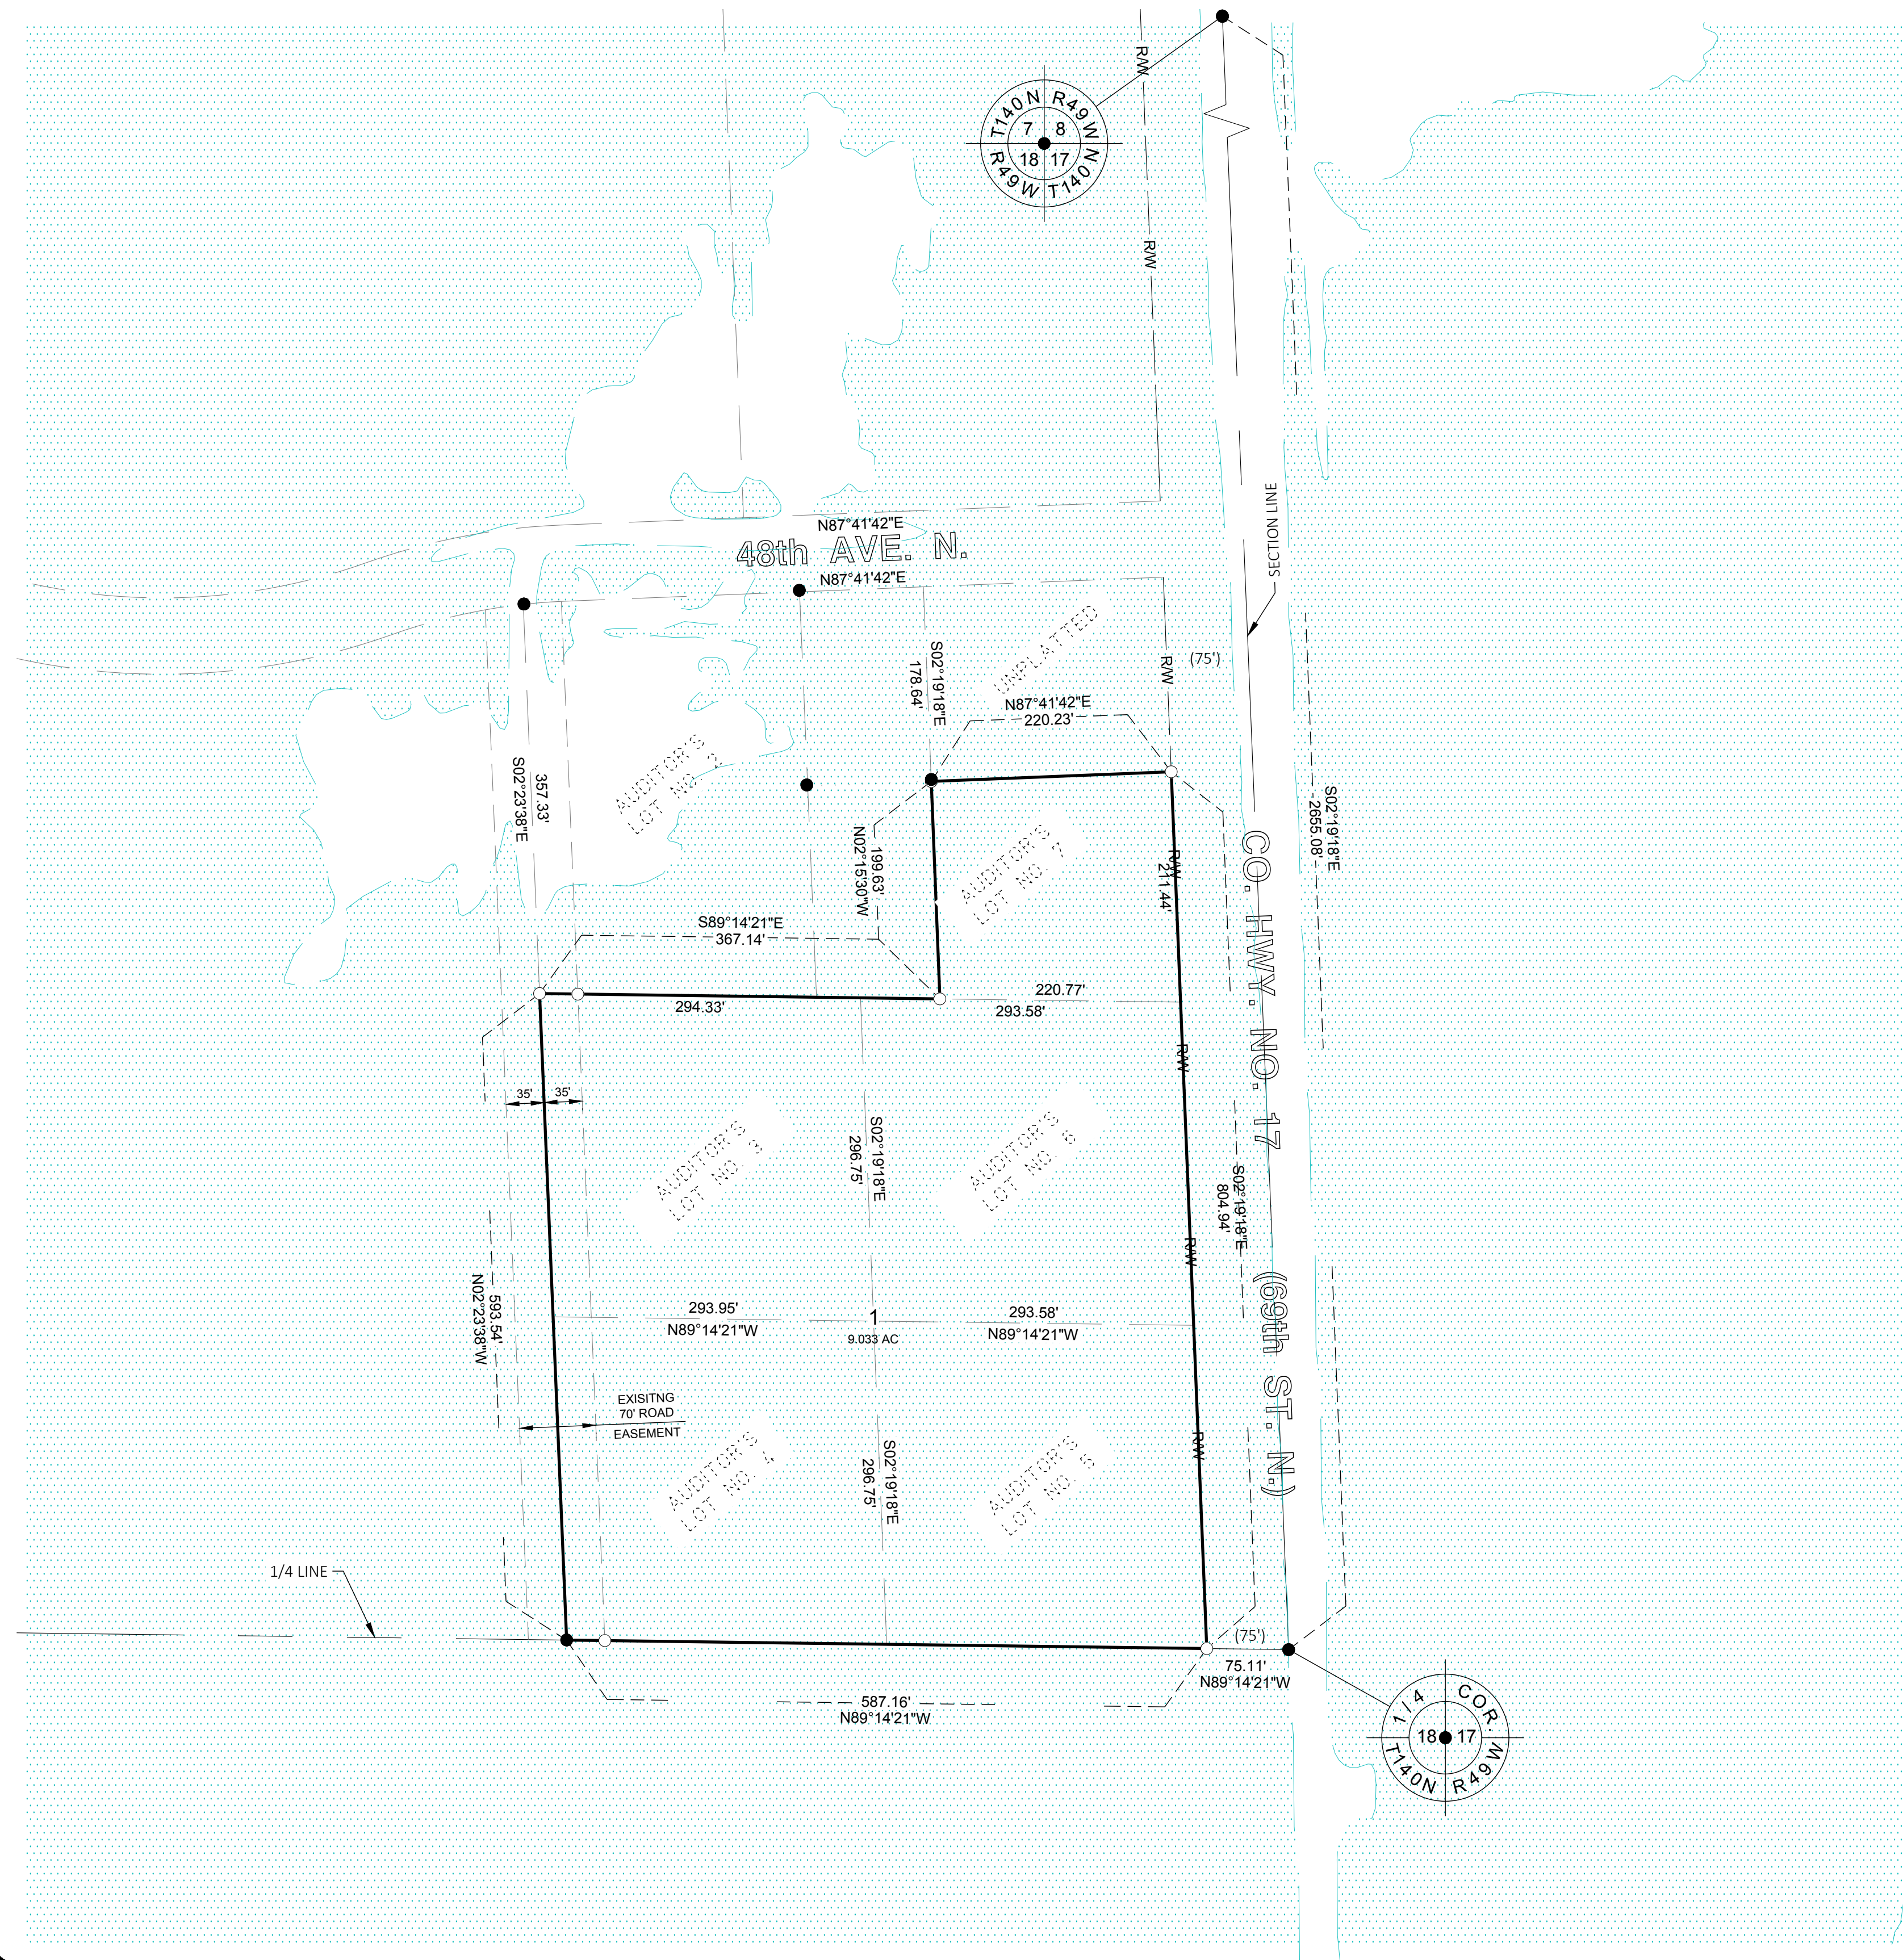 R/W
T140N R49W
7 8
18 17
R49W T140N
R/W
SECTION LINE
N87°41'42"E
48th AVE. N.
N87°41'42"E
S02°19'18"E
178.64'
UNPLATTED
R/W
(75')
N87°41'42"E
220.23'
AUDITOR'S
LOT NO. 2
357.33'
S02°23'38"E
199.63'
N02°15'30"W
AUDITOR'S
LOT NO. 7
R/W
211.44'
S02°19'18"E
2655.08'
CO. HWY. NO. 17 (69th ST. N.)
S89°14'21"E
367.14'
294.33'
220.77'
293.58'
R/W
35' 35'
AUDITOR'S
LOT NO. 3
S02°19'18"E
296.75'
AUDITOR'S
LOT NO. 6
S02°19'18"E
804.94'
R/W
593.54'
N02°23'38"W
293.95'
N89°14'21"W
1
9.033 AC
293.58'
N89°14'21"W
EXISITNG
70' ROAD
EASEMENT
AUDITOR'S
LOT NO. 4
S02°19'18"E
296.75'
AUDITOR'S
LOT NO. 5
R/W
1/4 LINE
(75')
75.11'
N89°14'21"W
587.16'
N89°14'21"W
1/4 COR.
18 17
T140N R49W